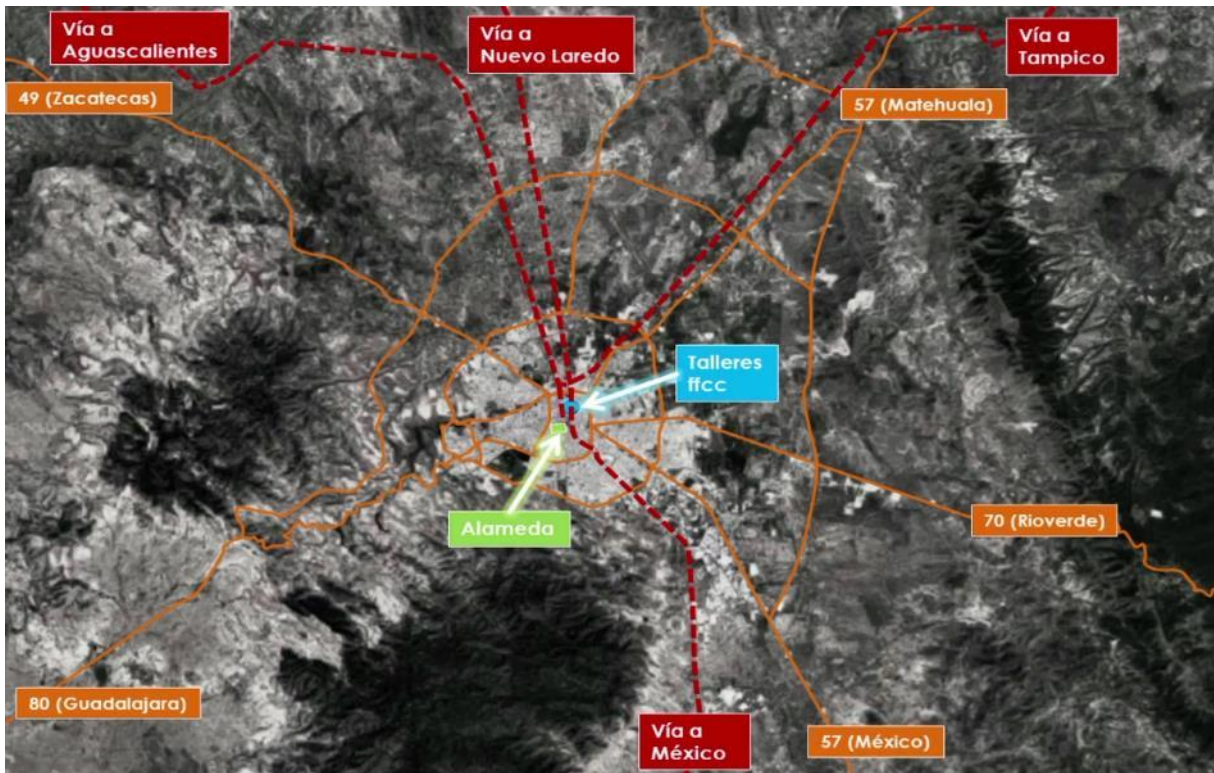 Vía a
Aguascalientes
Vía a
Nuevo Laredo
Vía a
Tampico
49 (Zacatecas)
57 (Matehuala)
Talleres
ffcc
Alameda
70 (Rioverde)
80 (Guadalajara)
Vía a
México
57 (México)